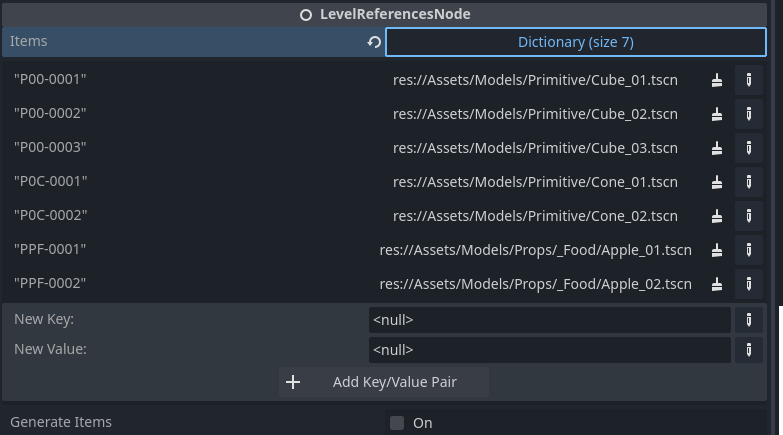 LevelReferencesNode
Items Dictionary (size 7)
"P00-0001" res://Assets/Models/Primitive/Cube_01.tscn
"P00-0002" res://Assets/Models/Primitive/Cube_02.tscn
"P00-0003" res://Assets/Models/Primitive/Cube_03.tscn
"P0C-0001" res://Assets/Models/Primitive/Cone_01.tscn
"P0C-0002" res://Assets/Models/Primitive/Cone_02.tscn
"PPF-0001" res://Assets/Models/Props/_Food/Apple_01.tscn
"PPF-0002" res://Assets/Models/Props/_Food/Apple_02.tscn
New Key: <null>
New Value: <null>
Add Key/Value Pair
Generate Items On